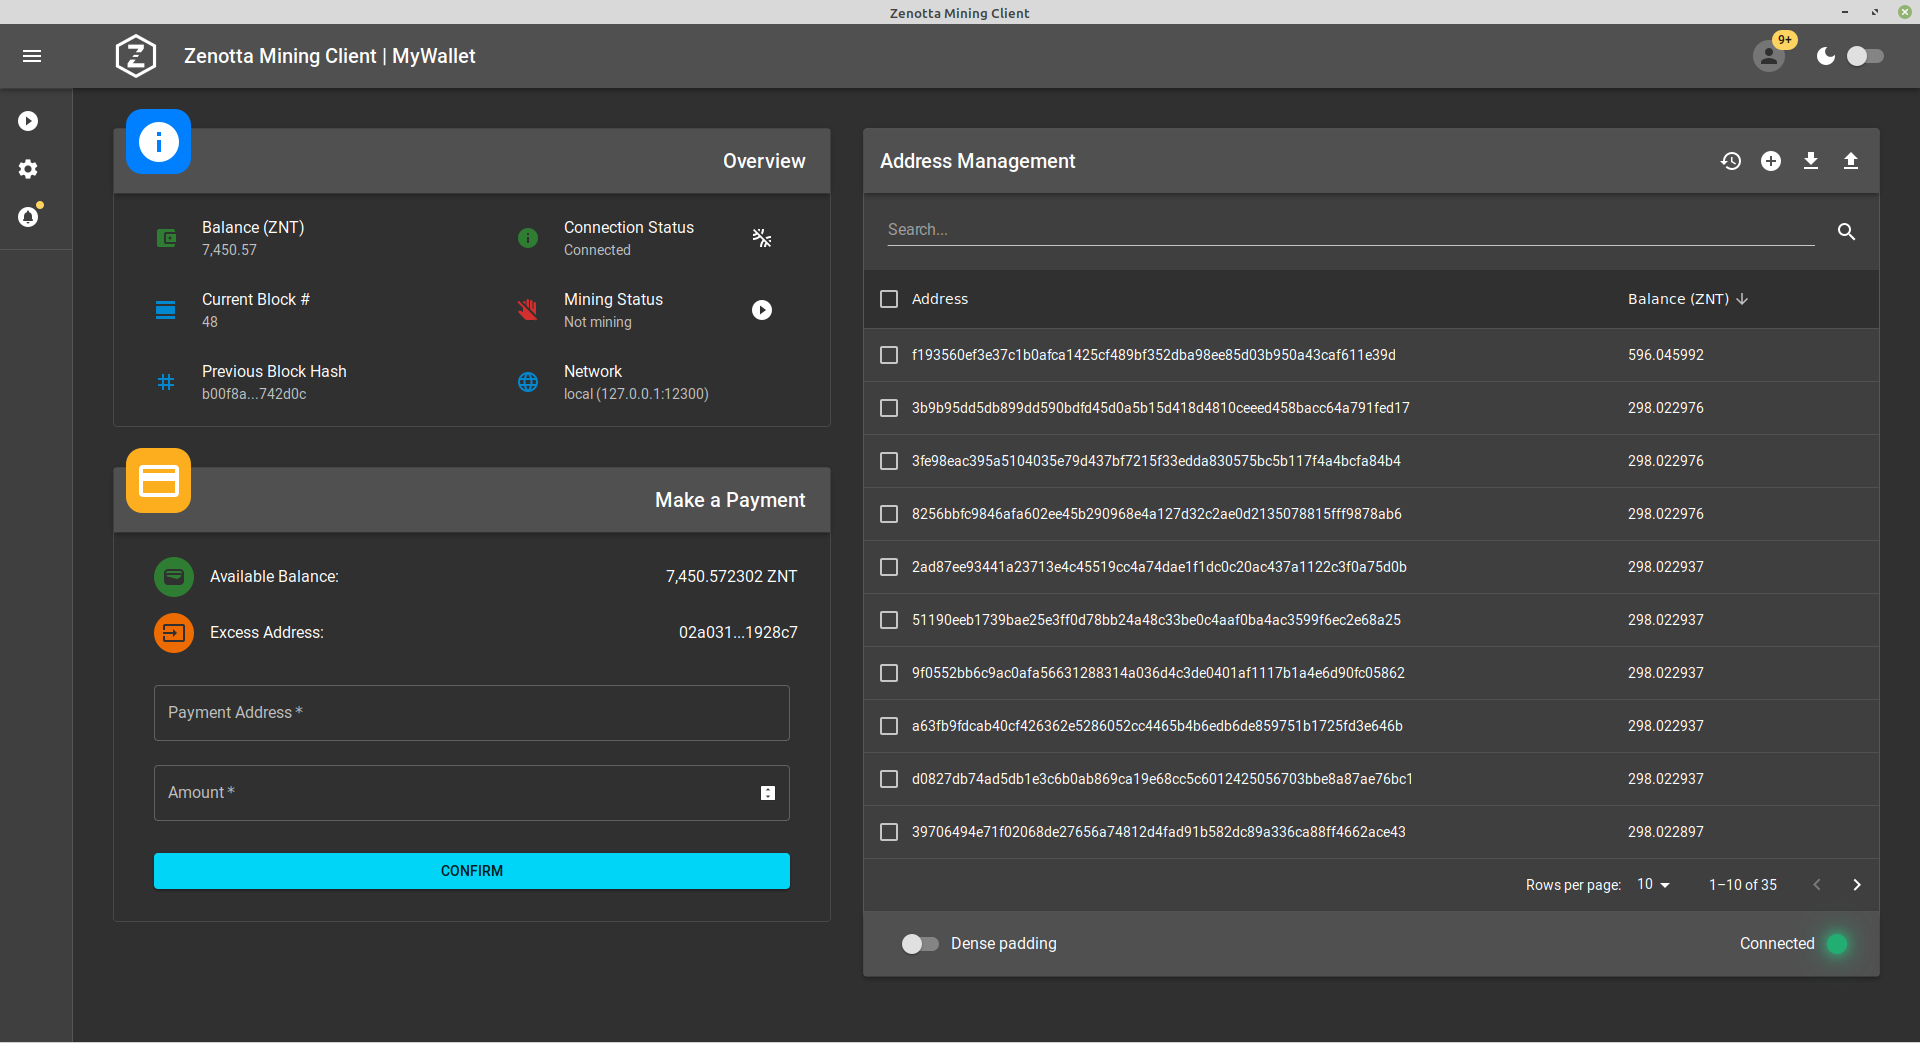 Zenotta Mining Client
Zenotta Mining Client | MyWallet
9+
Overview
Balance (ZNT)
7,450.57
Connection Status
Connected
Current Block #
48
Mining Status
Not mining
Previous Block Hash
b00f8a...742d0c
Network
local (127.0.0.1:12300)
Make a Payment
Available Balance:
7,450.572302 ZNT
Excess Address:
02a031...1928c7
Payment Address *
Amount *
CONFIRM
Address Management
Search...
Address
Balance (ZNT)
f193560ef3e37c1b0afca1425cf489bf352dba98ee85d03b950a43caf611e39d 596.045992
3b9b95dd5db899dd590bdfd45d0a5b15d418d4810ceeed458bacc64a791fed17 298.022976
3fe98eac395a5104035e79d437bf7215f33edda830575bc5b117f4a4bcfa84b4 298.022976
8256bbfc9846afa602ee45b290968e4a127d32c2ae0d2135078815fff9878ab6 298.022976
2ad87ee93441a23713e4c45519cc4a74dae1f1dc0c20ac437a1122c3f0a75d0b 298.022937
51190eeb1739bae25e3ff0d78bb24a48c33be0c4aaf0ba4ac3599f6ec2e68a25 298.022937
9f0552bb6c9ac0afa56631288314a036d4c3de0401af1117b1a4e6d90fc05862 298.022937
a63fb9fdcab40cf426362e5286052cc4465b4b6edb6de859751b1725fd3e646b 298.022937
d0827db74ad5db1e3c6b0ab869ca19e68cc5c6012425056703bbe8a87ae76bc1 298.022937
39706494e71f02068de27656a74812d4fad91b582dc89a336ca88ff4662ace43 298.022897
Rows per page: 10 1–10 of 35
Dense padding
Connected